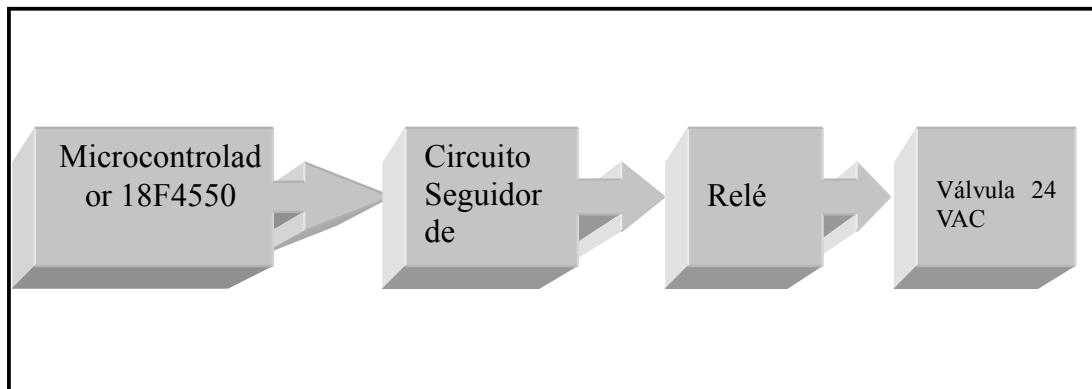 Microcontrolad
or 18F4550
Circuito
Seguidor
de
Relé
Válvula 24
VAC